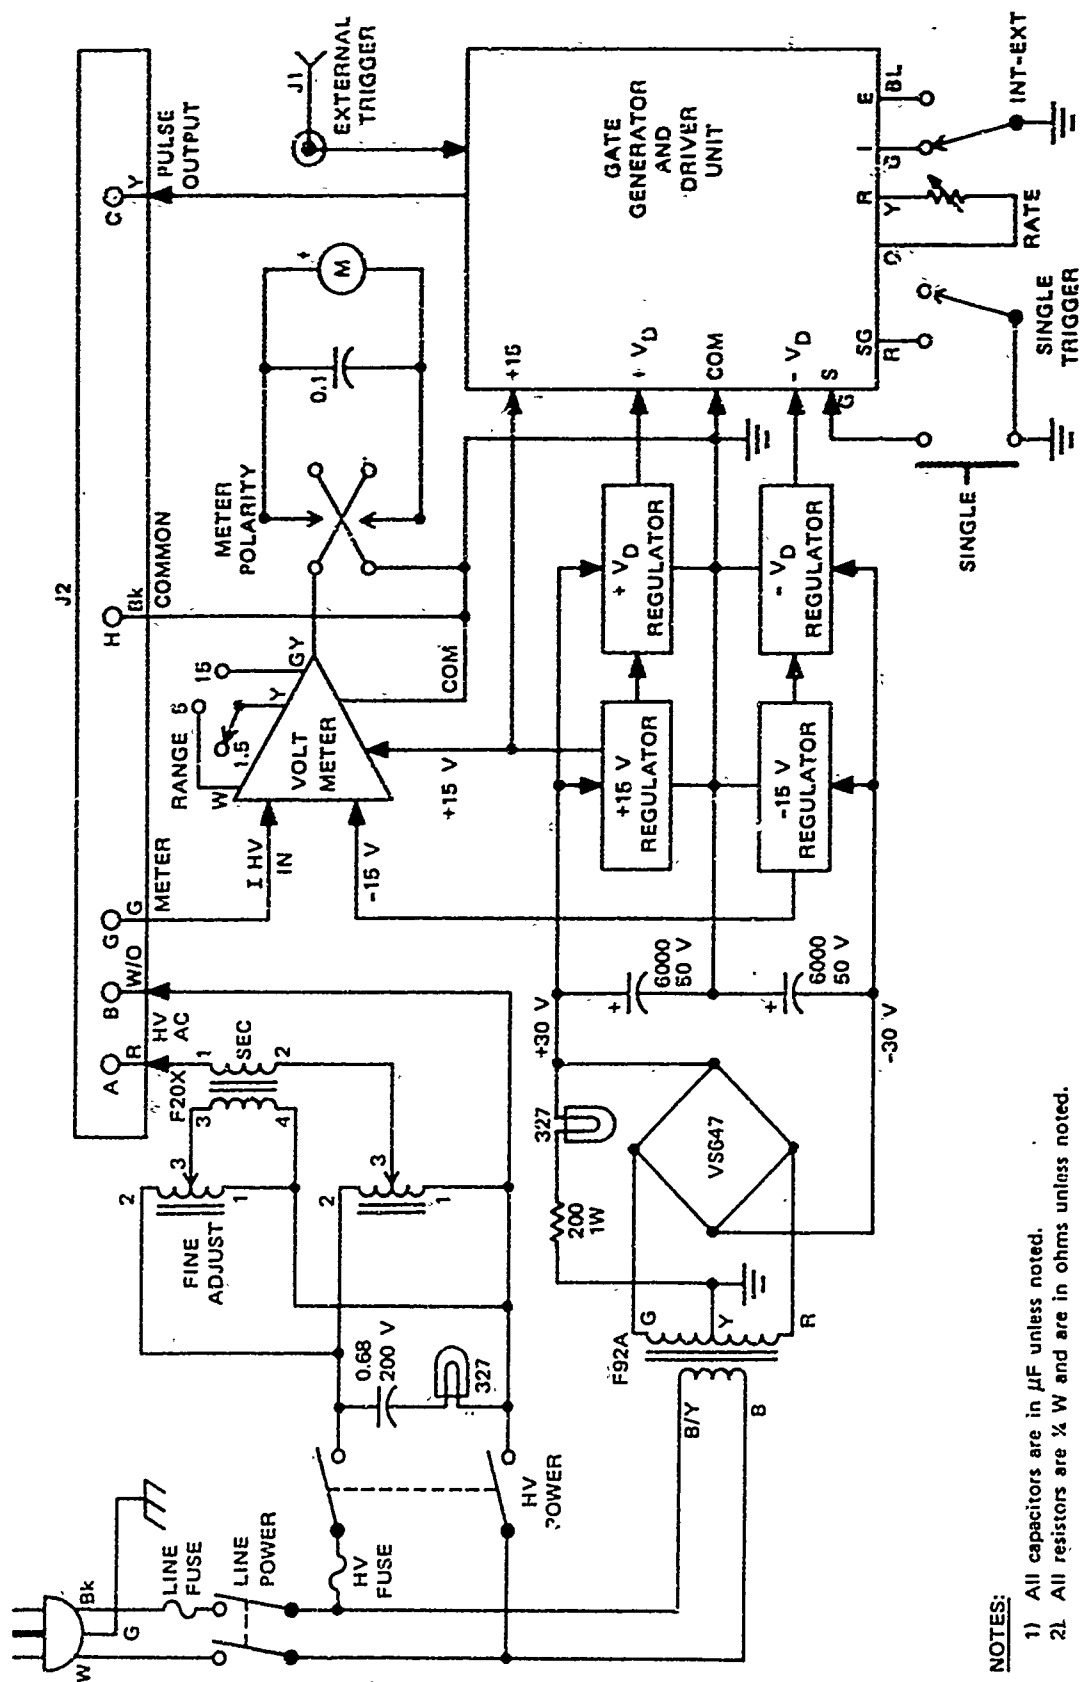 J2
A
R
B
W/O
G
G
H
Bk
C
Y
HV
AC
METER
COMMON
PULSE
OUTPUT
J1
EXTERNAL
TRIGGER
F20X
1
SEC
2
3
4
2
3
1
FINE
ADJUST
2
3
1
RANGE
5
15
1.5
W
Y
GY
VOLT
METER
I HV
IN
-15 V
+15 V
COM
METER
POLARITY
0.1
+
M
W
Bk
G
LINE
FUSE
LINE
POWER
HV
FUSE
HV
POWER
0.68
200 V
327
GATE
GENERATOR
AND
DRIVER
UNIT
+15
+ VD
COM
- VD
S
G
SG
R
O
R
Y
I
G
E
BL
RATE
INT-EXT
SINGLE
TRIGGER
SINGLE
+30 V
327
200
1W
+
6000
50 V
+
6000
50 V
-30 V
+15 V
REGULATOR
+ VD
REGULATOR
-15 V
REGULATOR
- VD
REGULATOR
F92A
G
Y
R
B/Y
B
NOTES:
1) All capacitors are in μF unless noted.
2) All resistors are ¼ W and are in ohms unless noted.